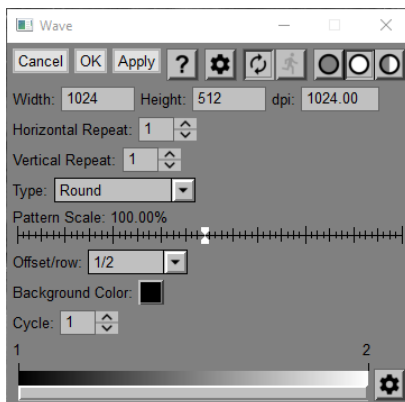 Wave
Cancel OK Apply ?
Width: 1024 Height: 512 dpi: 1024.00
Horizontal Repeat: 1
Vertical Repeat: 1
Type: Round
Pattern Scale: 100.00%
Offset/row: 1/2
Background Color:
Cycle: 1
1 2